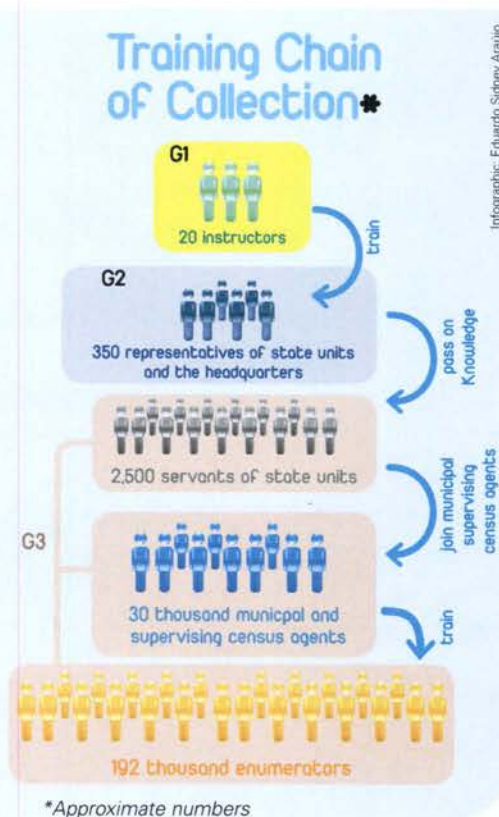 Training Chain
of Collection*
Infographic: Eduardo Sidney Araújo
G1
20 instructors
train
G2
350 representatives of state units
and the headquarters
pass on
Knowledge
2,500 servants of state units
join municipal
supervising
census agents
G3
30 thousand municpal and
supervising census agents
train
192 thousand enumerators
*Approximate numbers